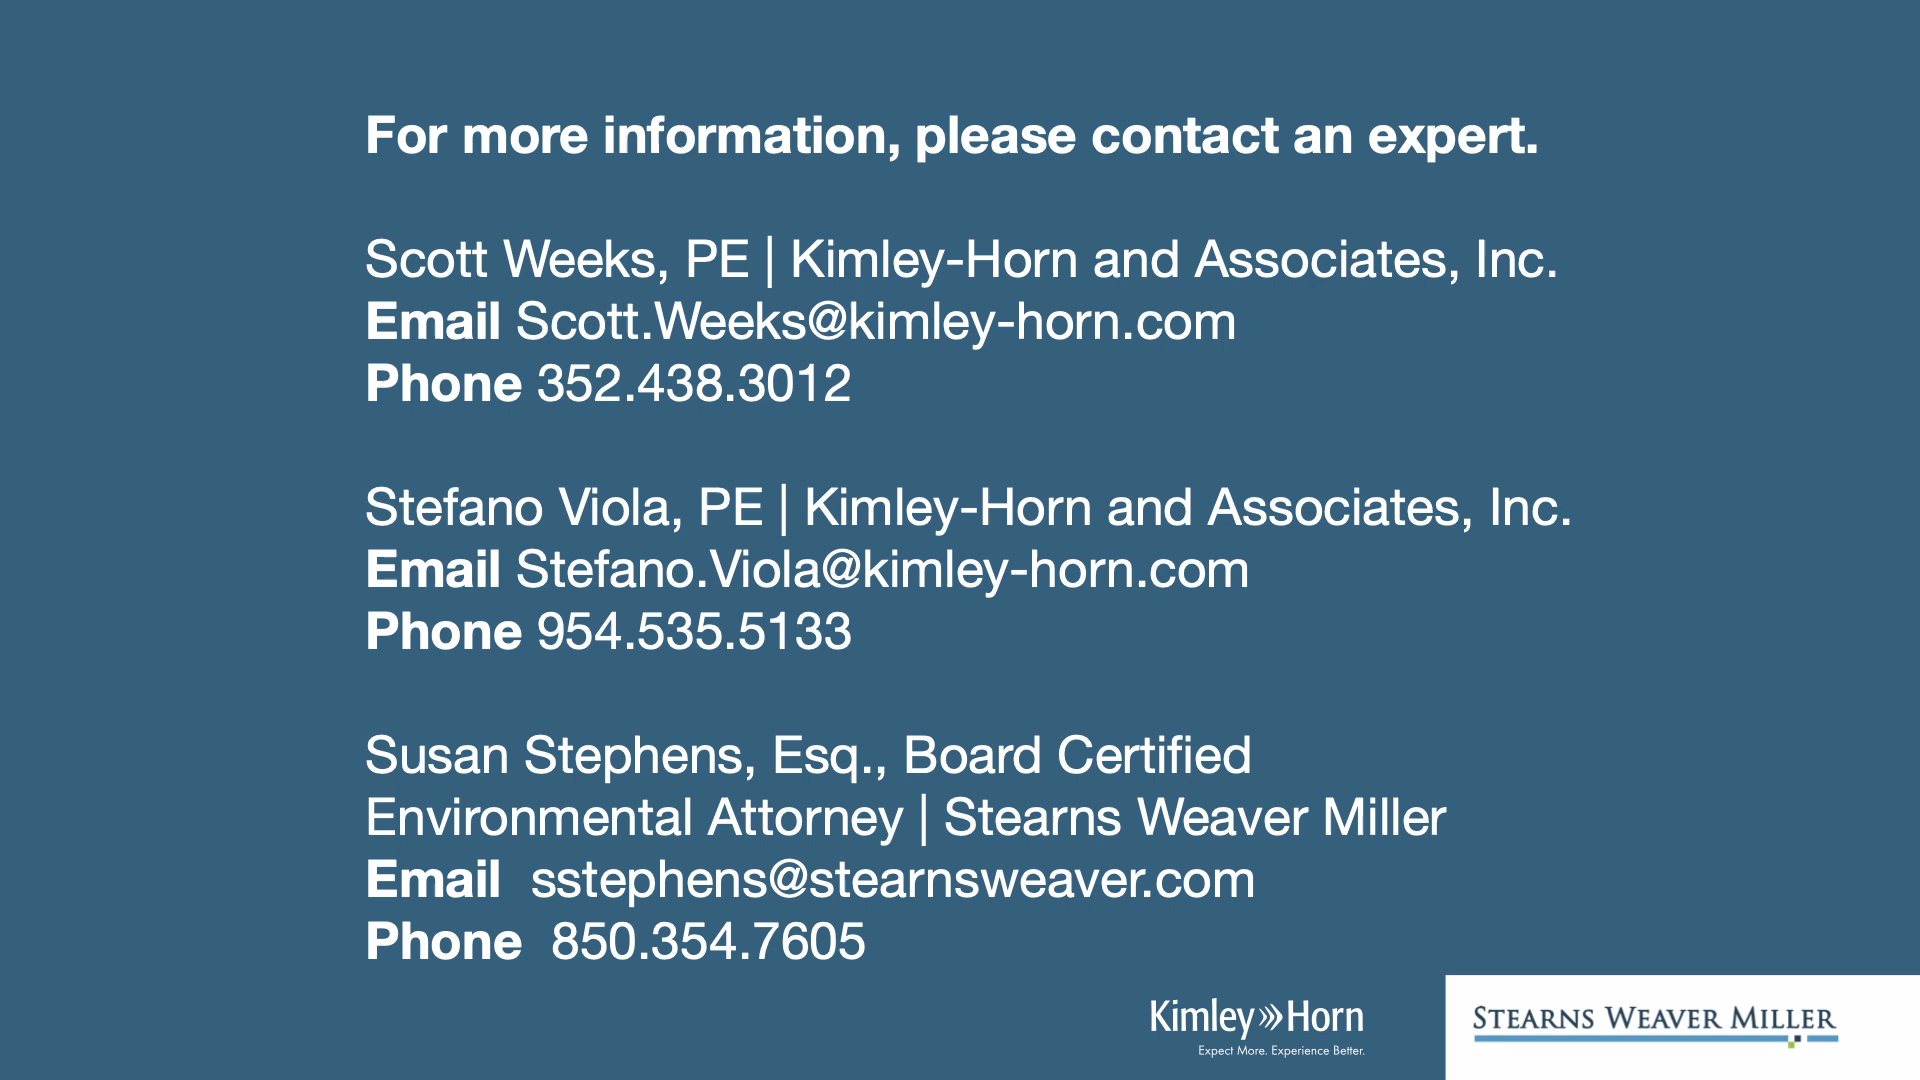 For more information, please contact an expert.
Scott Weeks, PE | Kimley-Horn and Associates, Inc.
Email Scott.Weeks@kimley-horn.com
Phone 352.438.3012
Stefano Viola, PE | Kimley-Horn and Associates, Inc.
Email Stefano.Viola@kimley-horn.com
Phone 954.535.5133
Susan Stephens, Esq., Board Certified
Environmental Attorney | Stearns Weaver Miller
Email sstephens@stearnsweaver.com
Phone 850.354.7605
Kimley»Horn
Expect More. Experience Better.
STEARNS WEAVER MILLER